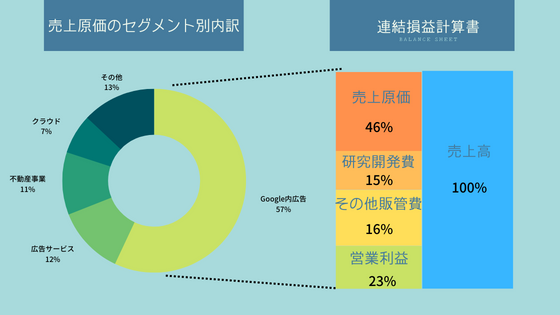 売上原価のセグメント別内訳
連結損益計算書
BALANCE SHEET
その他
13%
クラウド
7%
不動産事業
11%
広告サービス
12%
Google内広告
57%
売上原価
46%
研究開発費
15%
その他販管費
16%
営業利益
23%
売上高
100%